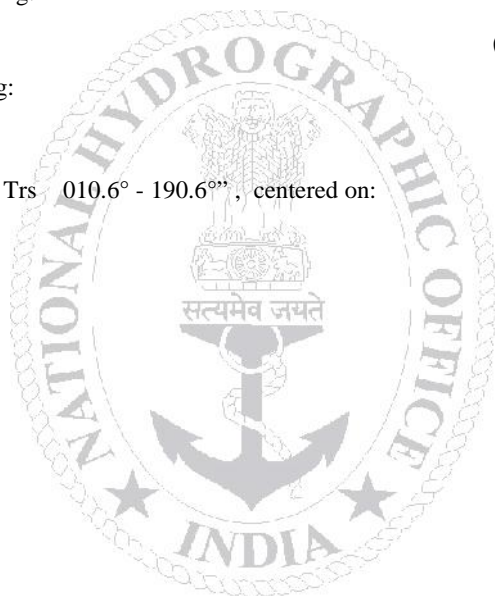 g:
Trs 010.6° - 190.6°” , centered on:
NATIONAL HYDROGRAPHIC OFFICE
सत्यमेव जयते
INDIA